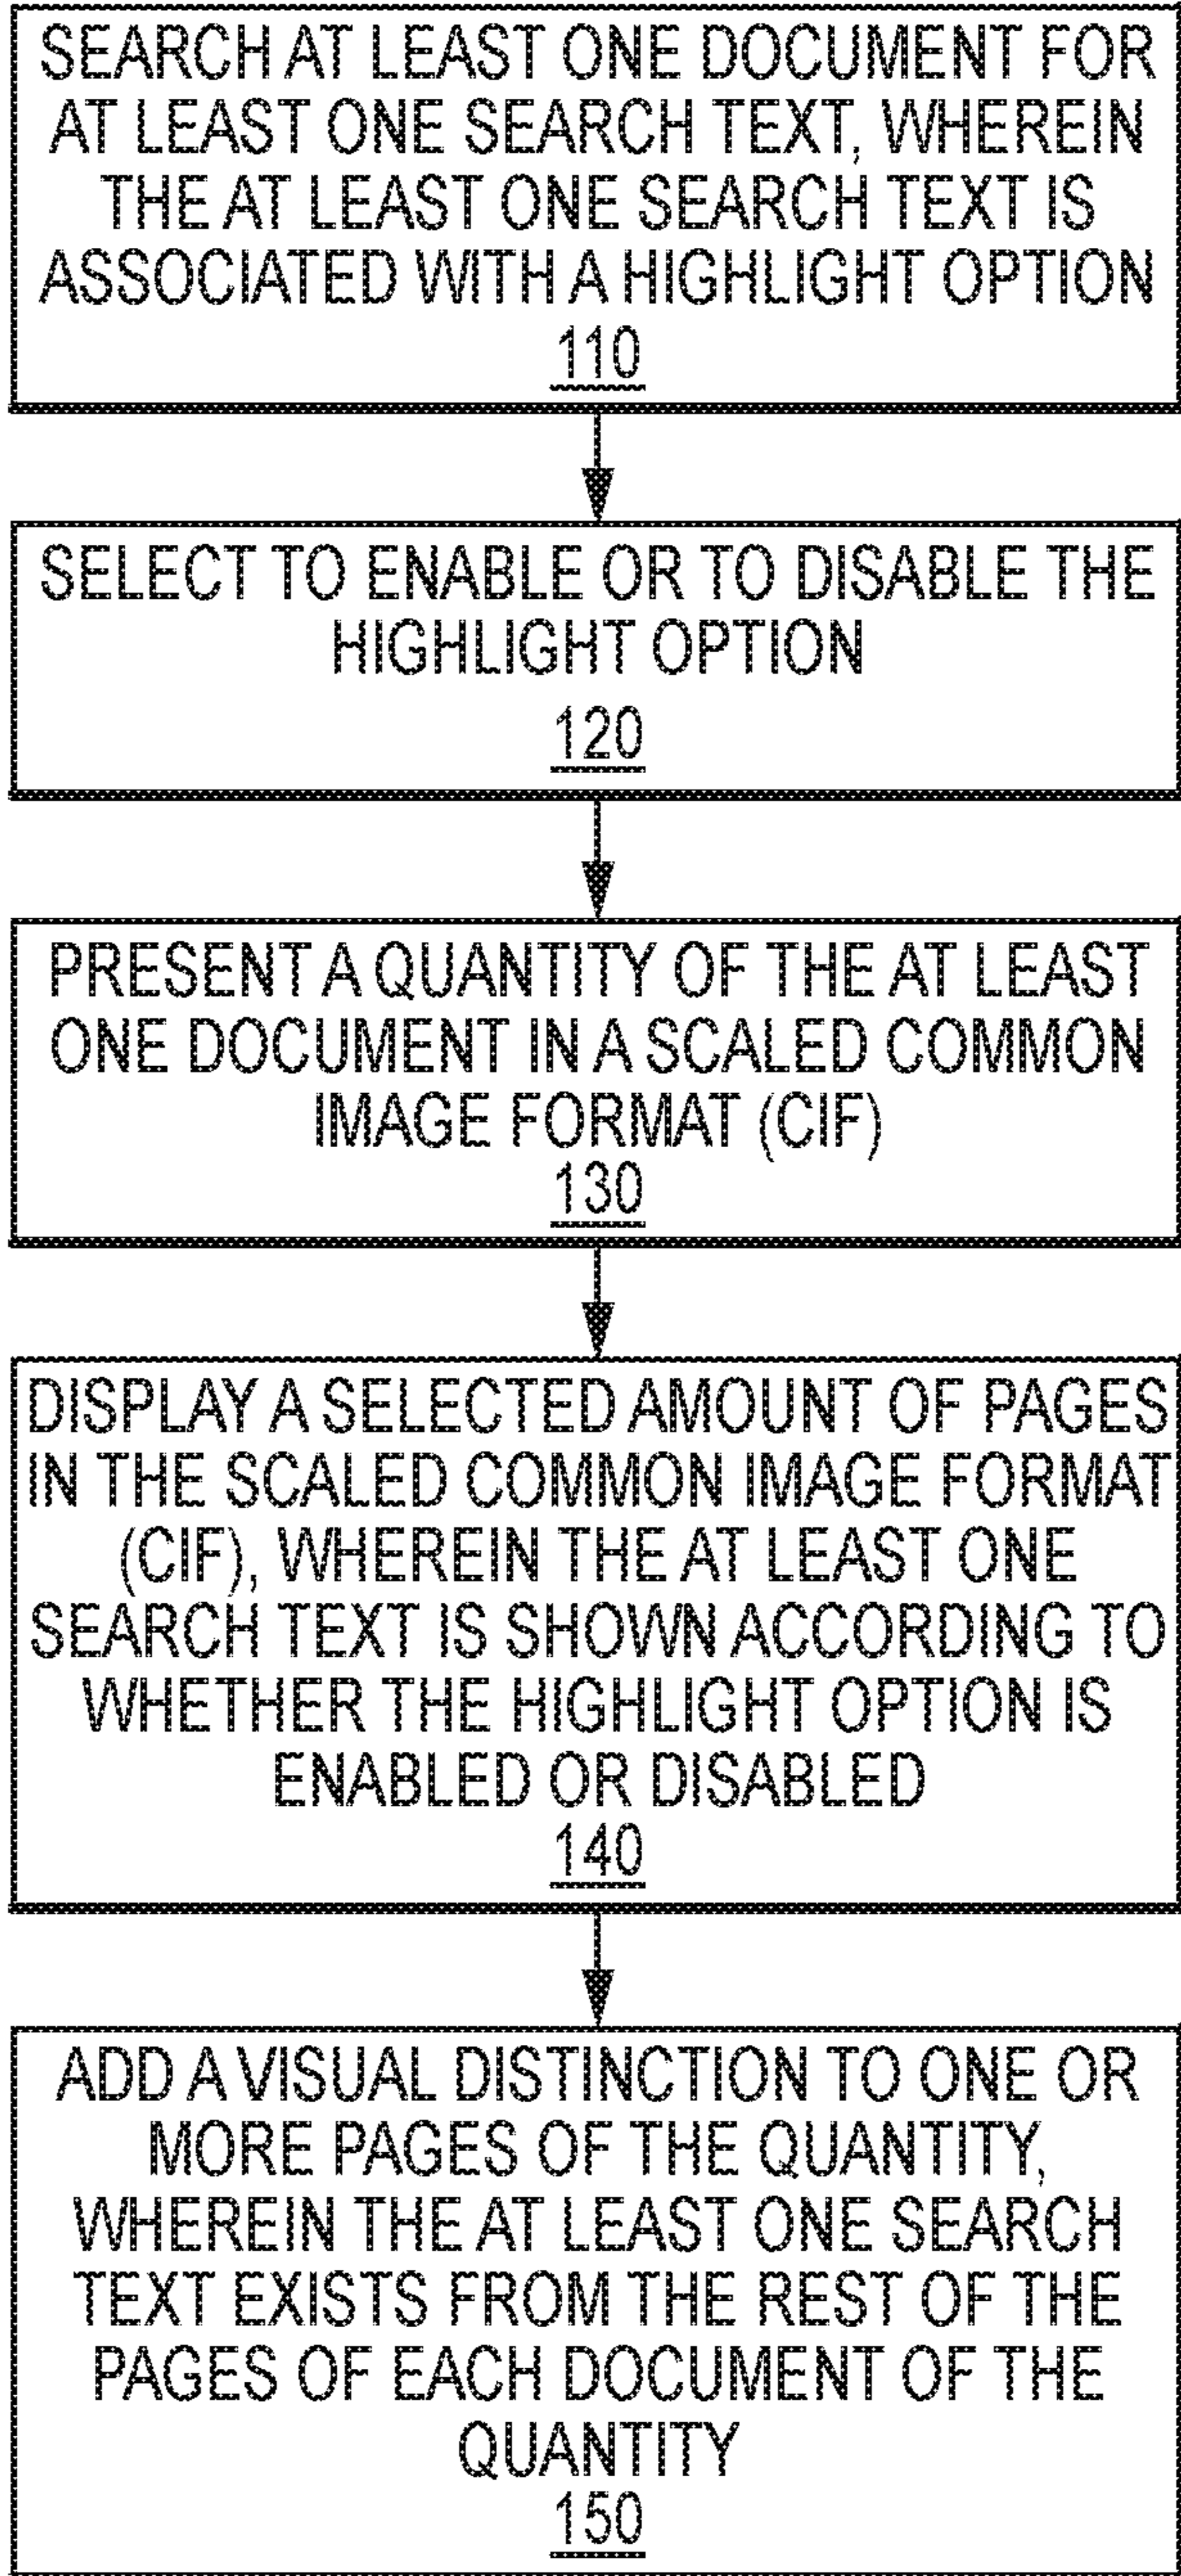 SEARCH AT LEAST ONE DOCUMENT FOR
AT LEAST ONE SEARCH TEXT, WHEREIN
THE AT LEAST ONE SEARCH TEXT IS
ASSOCIATED WITH A HIGHLIGHT OPTION
110
SELECT TO ENABLE OR TO DISABLE THE
HIGHLIGHT OPTION
120
PRESENT A QUANTITY OF THE AT LEAST
ONE DOCUMENT IN A SCALED COMMON
IMAGE FORMAT (CIF)
130
DISPLAY A SELECTED AMOUNT OF PAGES
IN THE SCALED COMMON IMAGE FORMAT
(CIF), WHEREIN THE AT LEAST ONE
SEARCH TEXT IS SHOWN ACCORDING TO
WHETHER THE HIGHLIGHT OPTION IS
ENABLED OR DISABLED
140
ADD A VISUAL DISTINCTION TO ONE OR
MORE PAGES OF THE QUANTITY,
WHEREIN THE AT LEAST ONE SEARCH
TEXT EXISTS FROM THE REST OF THE
PAGES OF EACH DOCUMENT OF THE
QUANTITY
150